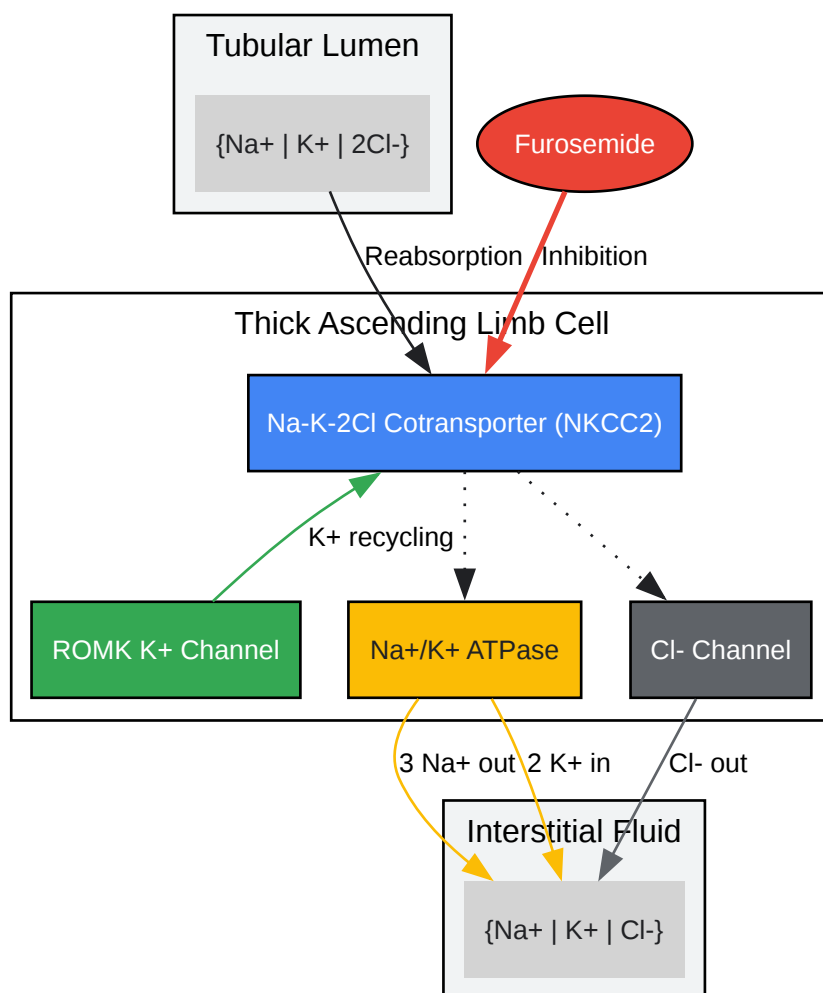 Tubular Lumen
{Na+ | K+ | 2Cl-}
Furosemide
Reabsorption
Inhibition
Thick Ascending Limb Cell
Na-K-2Cl Cotransporter (NKCC2)
K+ recycling
ROMK K+ Channel
Na+/K+ ATPase
Cl- Channel
3 Na+ out
2 K+ in
Cl- out
Interstitial Fluid
{Na+ | K+ | Cl-}